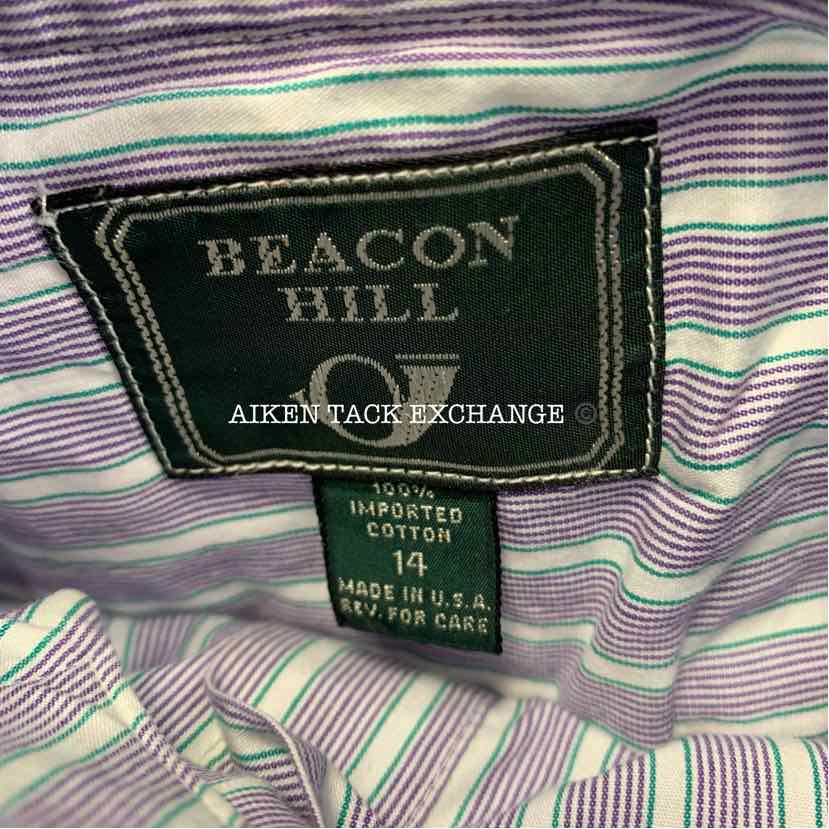 BEACON
HILL
AIKEN TACK EXCHANGE ©
100%
IMPORTED
COTTON
14
MADE IN U.S.A.
REV. FOR CARE